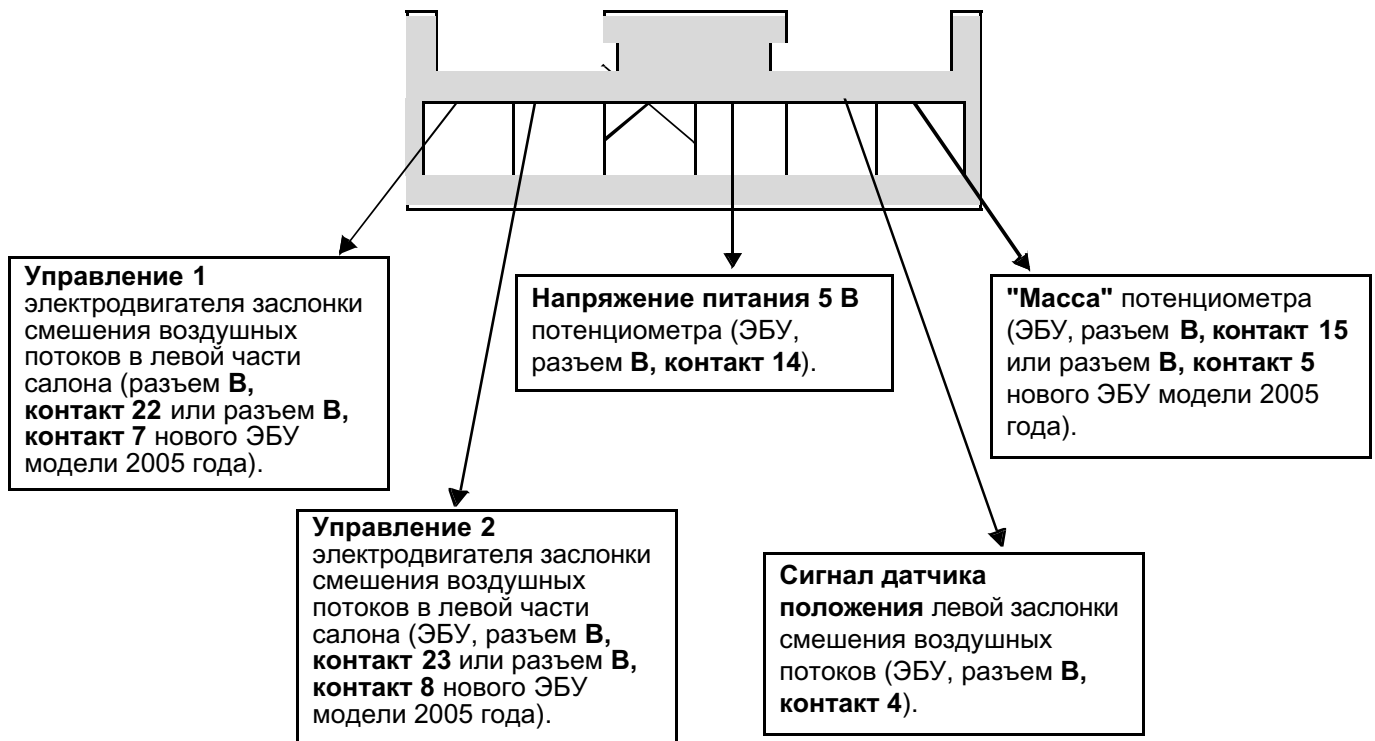 Управление 1
электродвигателя заслонки
смешения воздушных
потоков в левой части
салона (разъем В,
контакт 22 или разъем В,
контакт 7 нового ЭБУ
модели 2005 года).
Управление 2
электродвигателя заслонки
смешения воздушных
потоков в левой части
салона (ЭБУ, разъем В,
контакт 23 или разъем В,
контакт 8 нового ЭБУ
модели 2005 года).
Напряжение питания 5 В
потенциометра (ЭБУ,
разъем В, контакт 14).
Сигнал датчика
положения левой заслонки
смешения воздушных
потоков (ЭБУ, разъем В,
контакт 4).
"Масса" потенциометра
(ЭБУ, разъем В, контакт 15
или разъем В, контакт 5
нового ЭБУ модели 2005
года).